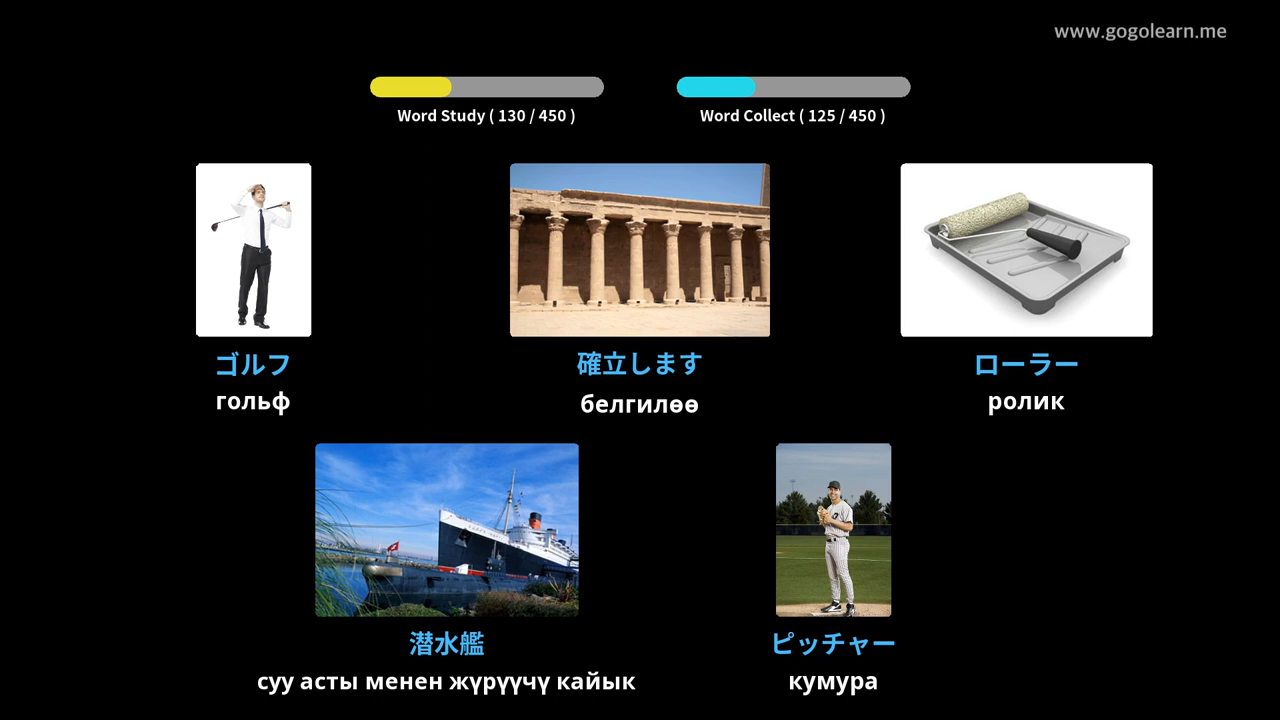 www.gogolearn.me
Word Study ( 130 / 450 )
Word Collect ( 125 / 450 )
ゴルフ
гольф
確立します
белгилөө
ローラー
ролик
潜水艦
суу асты менен жүрүүчү кайык
ピッチャー
кумура